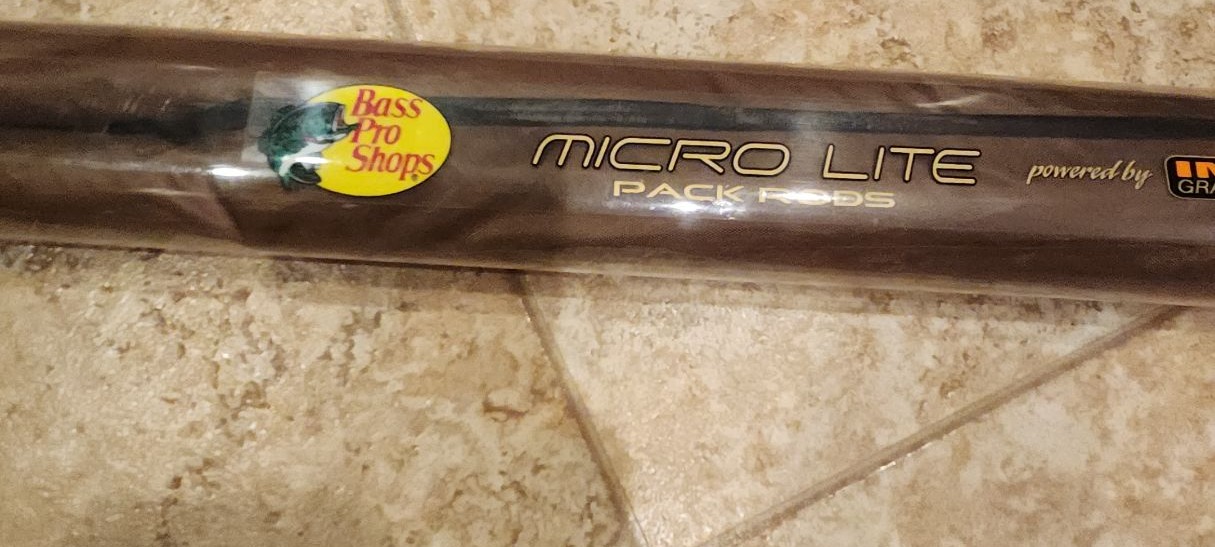 Bass
Pro
Shops
MICRO LITE
PACK RODS
powered by